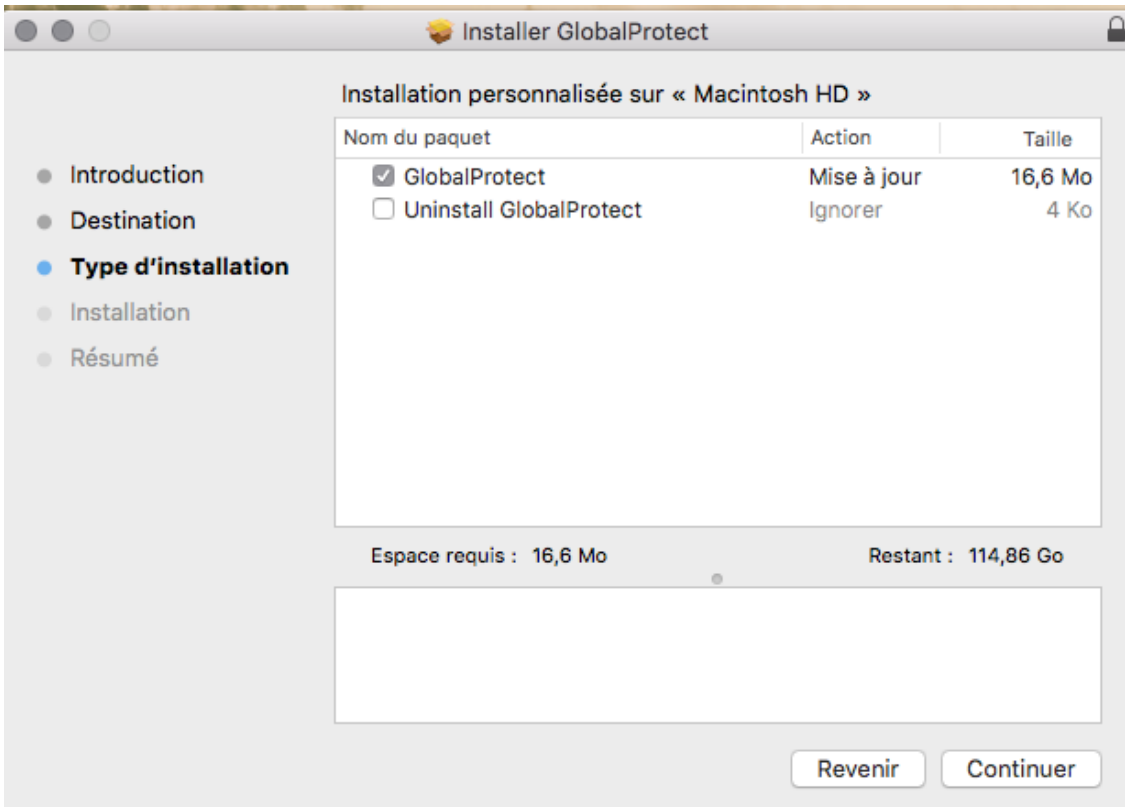 Installer GlobalProtect
Installation personnalisée sur « Macintosh HD »
Nom du paquet Action Taille
GlobalProtect Mise à jour 16,6 Mo
Uninstall GlobalProtect Ignorer 4 Ko
Introduction
Destination
Type d’installation
Installation
Résumé
Espace requis : 16,6 Mo Restant : 114,86 Go
Revenir Continuer